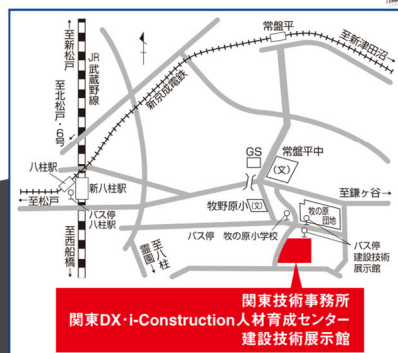 至新松戸
至北松戸・6号
JR武蔵野線
新京成電鉄
常盤平
至新津田沼
GS
常盤平中
(文)
八柱駅
新八柱駅
至松戸
バス停
八柱駅
至西船橋
至八柱
霊園
牧野原小
(文)
バス停 牧の原小学校
牧の原
団地
至鎌ヶ谷
バス停
建設技術
展示館
関東技術事務所
関東DX・i-Construction人材育成センター
建設技術展示館